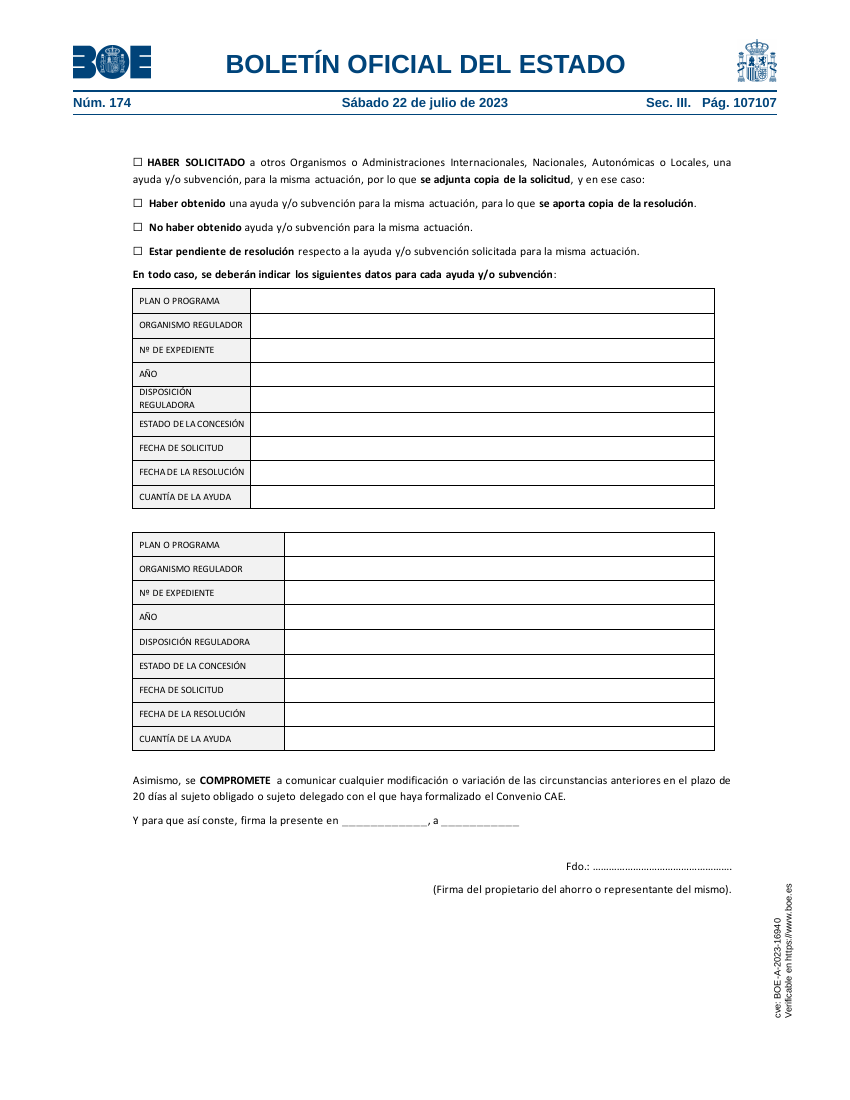 BOE
BOLETÍN OFICIAL DEL ESTADO
Núm. 174 Sábado 22 de julio de 2023 Sec. III. Pág. 107107
☐ HABER SOLICITADO a otros Organismos o Administraciones Internacionales, Nacionales, Autonómicas o Locales, una
ayuda y/o subvención, para la misma actuación, por lo que se adjunta copia de la solicitud, y en ese caso:
☐ Haber obtenido una ayuda y/o subvención para la misma actuación, para lo que se aporta copia de la resolución.
☐ No haber obtenido ayuda y/o subvención para la misma actuación.
☐ Estar pendiente de resolución respecto a la ayuda y/o subvención solicitada para la misma actuación.
En todo caso, se deberán indicar los siguientes datos para cada ayuda y/o subvención:
PLAN O PROGRAMA
ORGANISMO REGULADOR
Nº DE EXPEDIENTE
AÑO
DISPOSICIÓN
REGULADORA
ESTADO DE LA CONCESIÓN
FECHA DE SOLICITUD
FECHA DE LA RESOLUCIÓN
CUANTÍA DE LA AYUDA
PLAN O PROGRAMA
ORGANISMO REGULADOR
Nº DE EXPEDIENTE
AÑO
DISPOSICIÓN REGULADORA
ESTADO DE LA CONCESIÓN
FECHA DE SOLICITUD
FECHA DE LA RESOLUCIÓN
CUANTÍA DE LA AYUDA
Asimismo, se COMPROMETE a comunicar cualquier modificación o variación de las circunstancias anteriores en el plazo de
20 días al sujeto obligado o sujeto delegado con el que haya formalizado el Convenio CAE.
Y para que así conste, firma la presente en ____________, a ___________
Fdo.: …………………………………………
(Firma del propietario del ahorro o representante del mismo).
cve: BOE-A-2023-16940
Verificable en https://www.boe.es